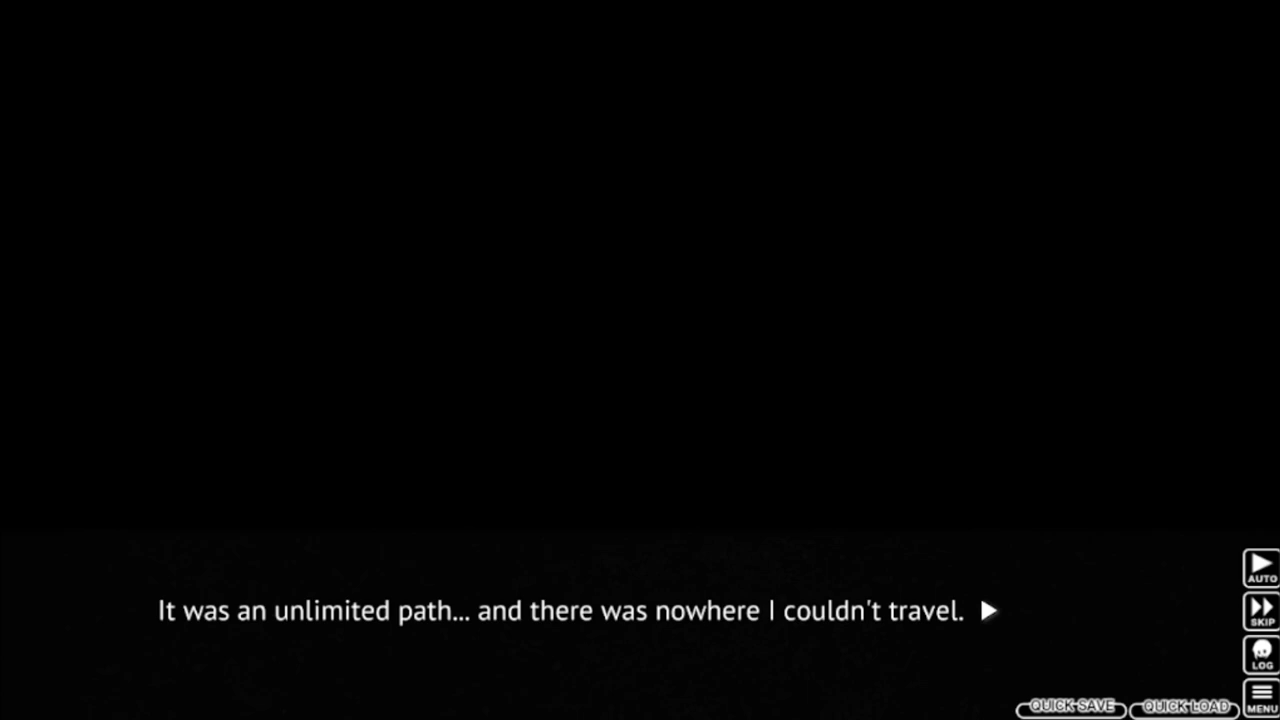 It was an unlimited path... and there was nowhere I couldn't travel.
AUTO
SKIP
LOG
MENU
QUICK SAVE QUICK LOAD